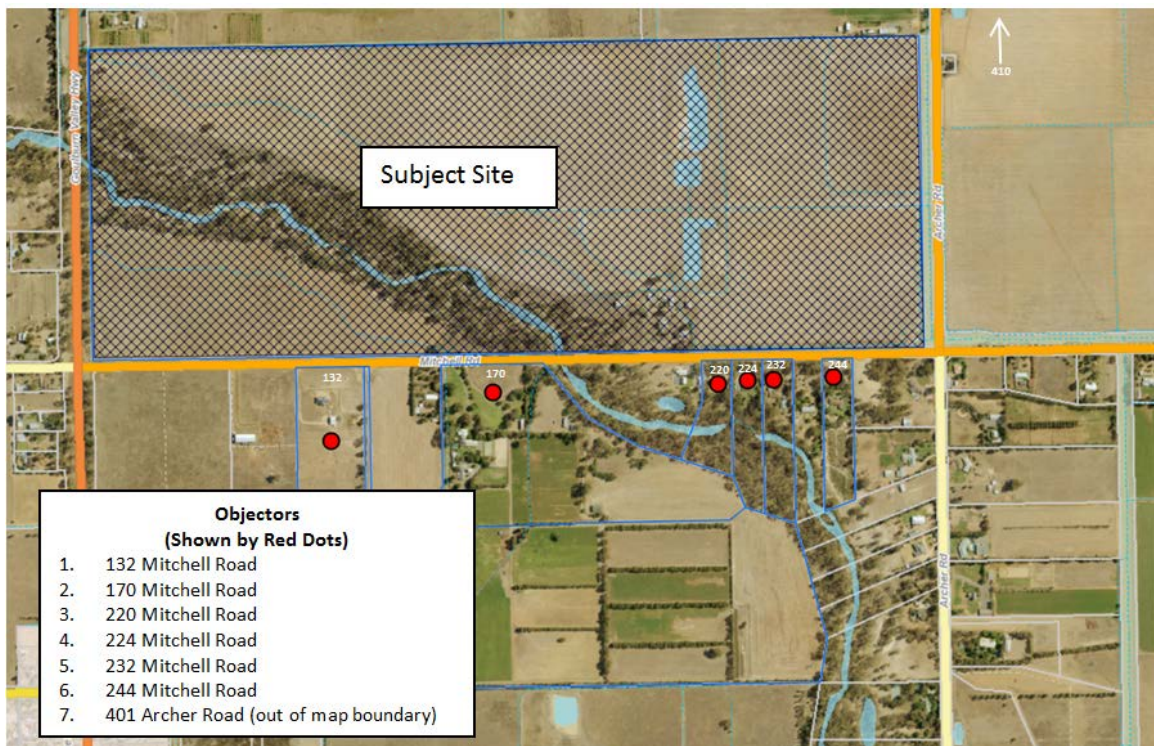 410
Goulburn Valley Hwy
Subject Site
Archer Rd
Mitchell Rd
132
170
220
224
232
244
Objectors
(Shown by Red Dots)
1. 132 Mitchell Road
2. 170 Mitchell Road
3. 220 Mitchell Road
4. 224 Mitchell Road
5. 232 Mitchell Road
6. 244 Mitchell Road
7. 401 Archer Road (out of map boundary)
Archer Rd